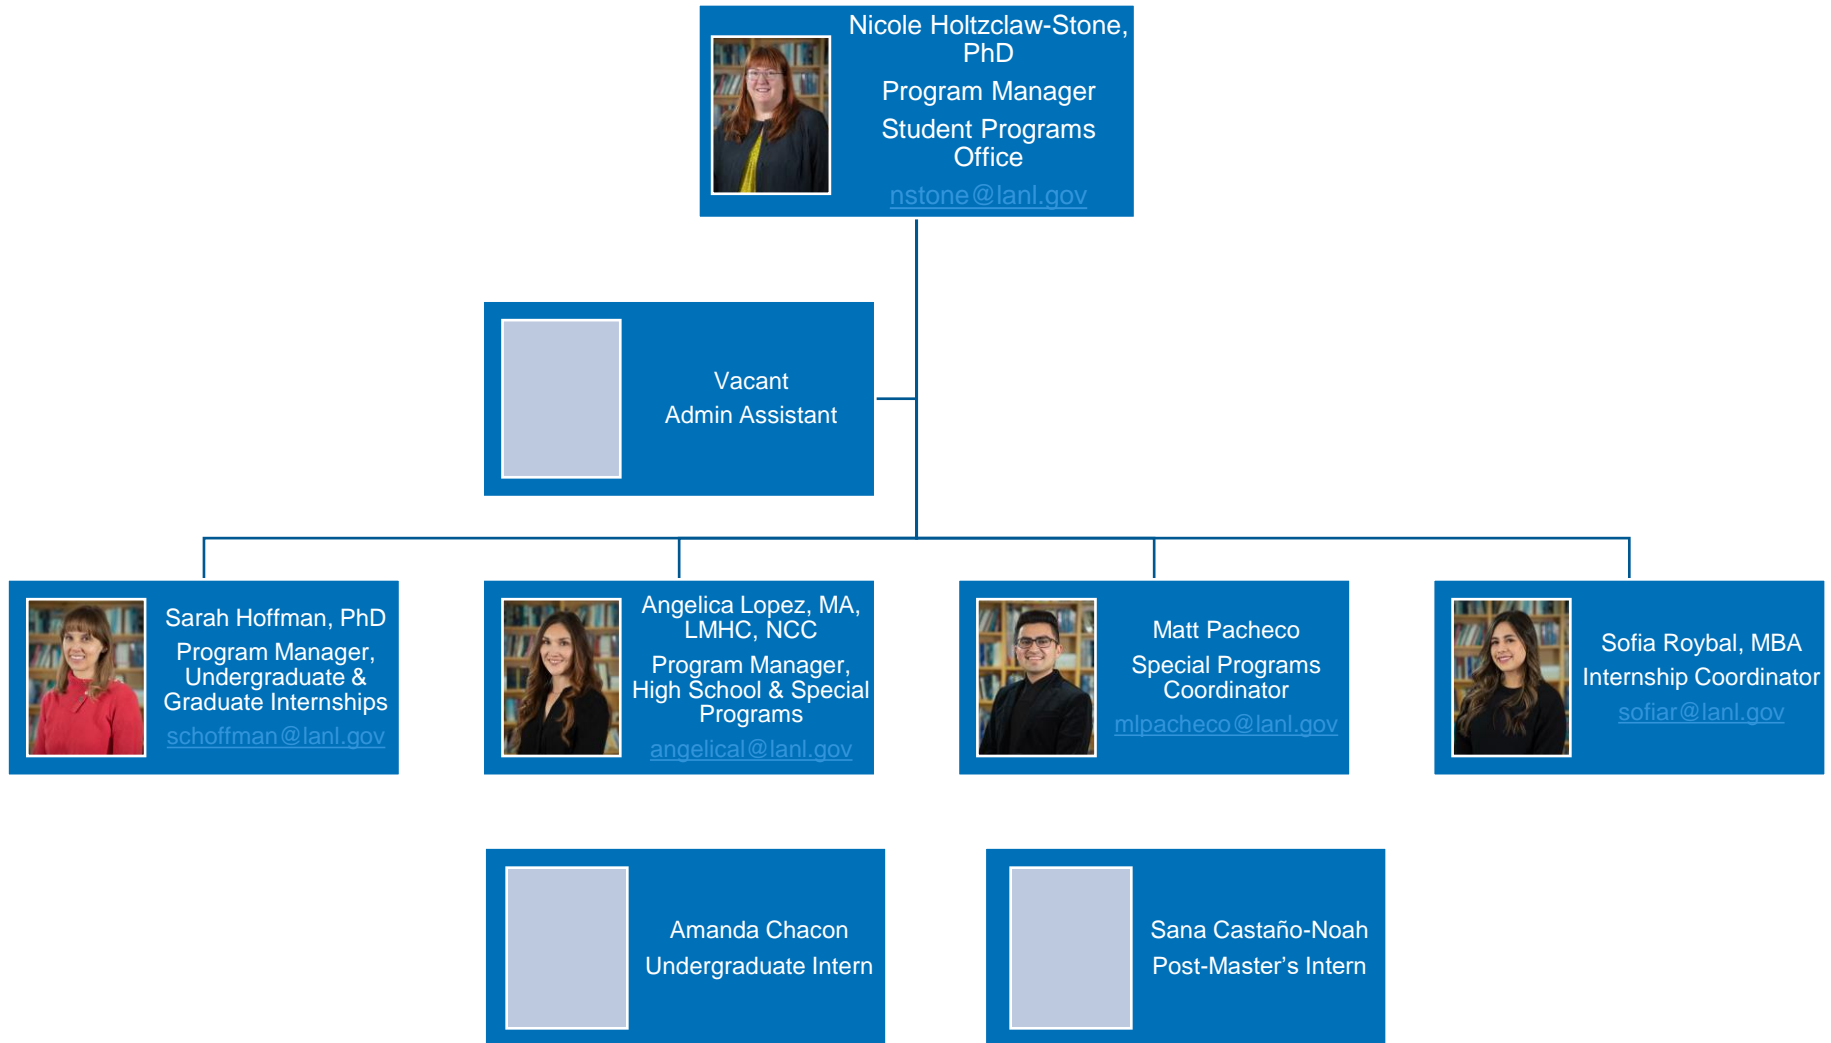 Nicole Holtzclaw-Stone,
PhD
Program Manager
Student Programs
Office
nstone@lanl.gov
Vacant
Admin Assistant
Sarah Hoffman, PhD
Program Manager,
Undergraduate &
Graduate Internships
schoffman@lanl.gov
Angelica Lopez, MA,
LMHC, NCC
Program Manager,
High School & Special
Programs
angelical@lanl.gov
Matt Pacheco
Special Programs
Coordinator
mlpacheco@lanl.gov
Sofia Roybal, MBA
Internship Coordinator
sofiar@lanl.gov
Amanda Chacon
Undergraduate Intern
Sana Castaño-Noah
Post-Master’s Intern